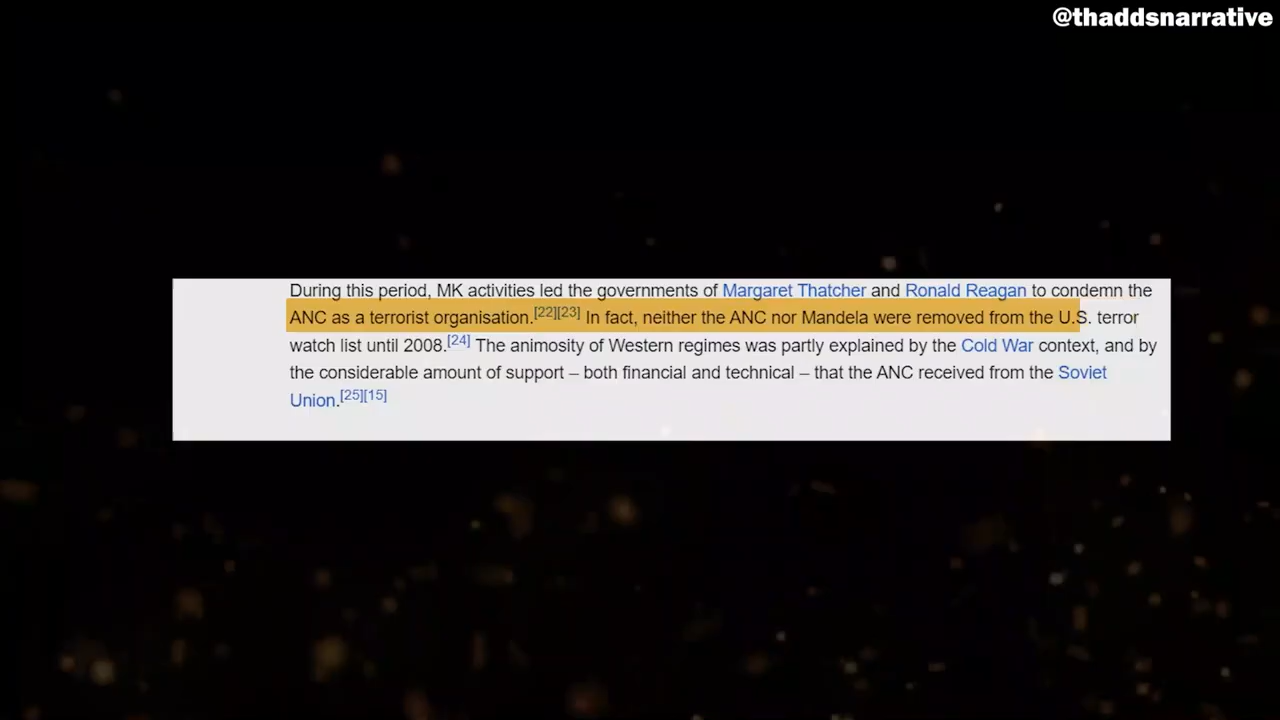 @thaddsnarrative
During this period, MK activities led the governments of Margaret Thatcher and Ronald Reagan to condemn the
ANC as a terrorist organisation.[22][23] In fact, neither the ANC nor Mandela were removed from the U.S. terror
watch list until 2008.[24] The animosity of Western regimes was partly explained by the Cold War context, and by
the considerable amount of support – both financial and technical – that the ANC received from the Soviet
Union.[25][15]